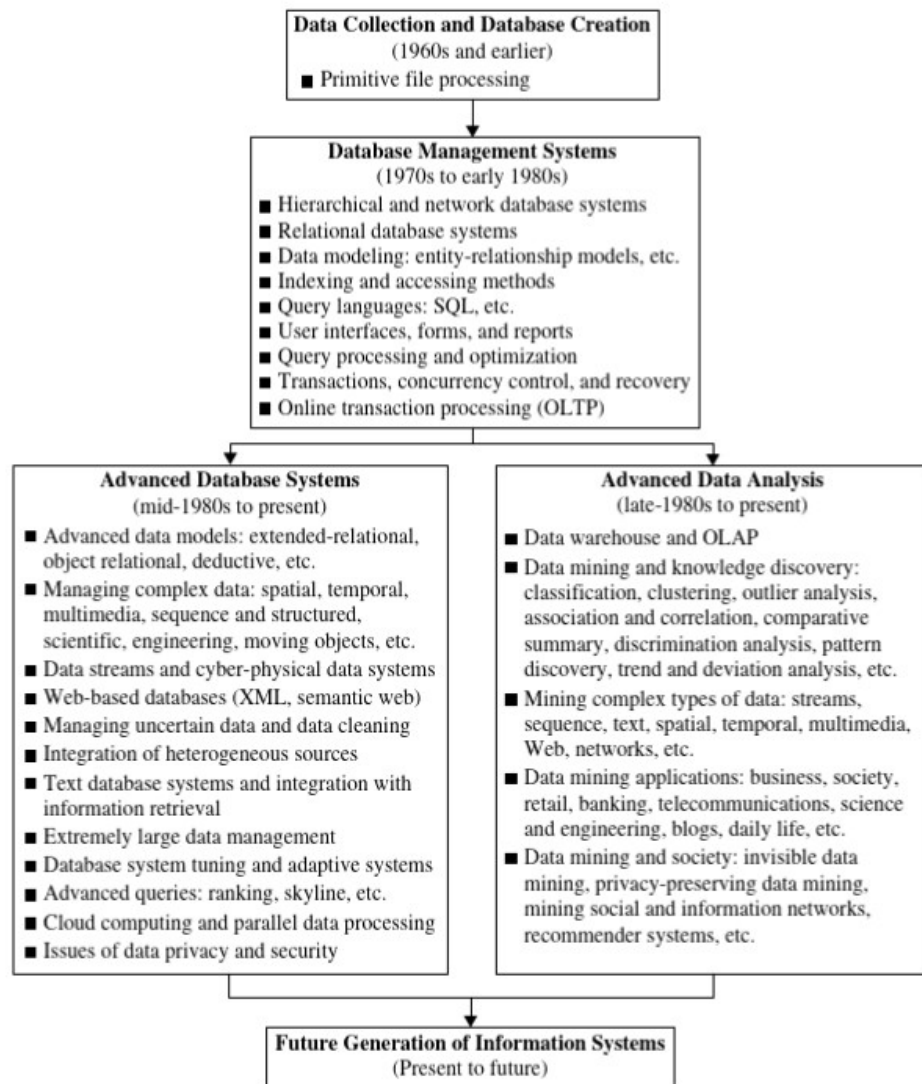 Data Collection and Database Creation
(1960s and earlier)
■ Primitive file processing
Database Management Systems
(1970s to early 1980s)
■ Hierarchical and network database systems
■ Relational database systems
■ Data modeling: entity-relationship models, etc.
■ Indexing and accessing methods
■ Query languages: SQL, etc.
■ User interfaces, forms, and reports
■ Query processing and optimization
■ Transactions, concurrency control, and recovery
■ Online transaction processing (OLTP)
Advanced Database Systems
(mid-1980s to present)
■ Advanced data models: extended-relational,
object relational, deductive, etc.
■ Managing complex data: spatial, temporal,
multimedia, sequence and structured,
scientific, engineering, moving objects, etc.
■ Data streams and cyber-physical data systems
■ Web-based databases (XML, semantic web)
■ Managing uncertain data and data cleaning
■ Integration of heterogeneous sources
■ Text database systems and integration with
information retrieval
■ Extremely large data management
■ Database system tuning and adaptive systems
■ Advanced queries: ranking, skyline, etc.
■ Cloud computing and parallel data processing
■ Issues of data privacy and security
Advanced Data Analysis
(late-1980s to present)
■ Data warehouse and OLAP
■ Data mining and knowledge discovery:
classification, clustering, outlier analysis,
association and correlation, comparative
summary, discrimination analysis, pattern
discovery, trend and deviation analysis, etc.
■ Mining complex types of data: streams,
sequence, text, spatial, temporal, multimedia,
Web, networks, etc.
■ Data mining applications: business, society,
retail, banking, telecommunications, science
and engineering, blogs, daily life, etc.
■ Data mining and society: invisible data
mining, privacy-preserving data mining,
mining social and information networks,
recommender systems, etc.
Future Generation of Information Systems
(Present to future)